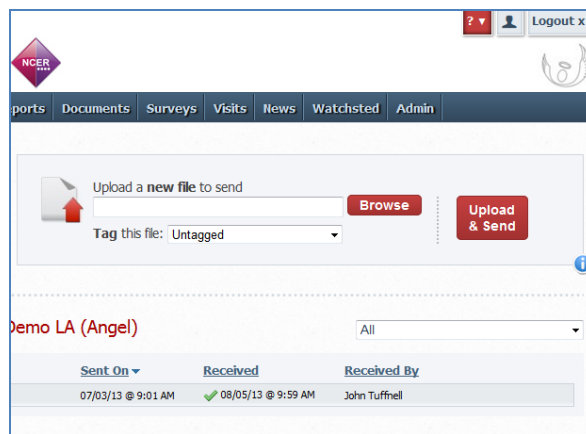 ? ▼ Logout x
NCER
ports Documents Surveys Visits News Watchsted Admin
Upload a new file to send
Browse
Upload & Send
Tag this file: Untagged
i
Demo LA (Angel) All
Sent On Received Received By
07/03/13 @ 9:01 AM 08/05/13 @ 9:59 AM John Tuffnell